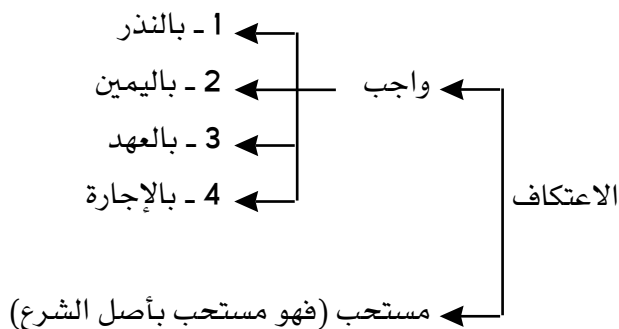 الاعتكاف
واجب
1 ـ بالنذر
2 ـ باليمين
3 ـ بالعهد
4 ـ بالإجارة
مستحب (فهو مستحب بأصل الشرع)